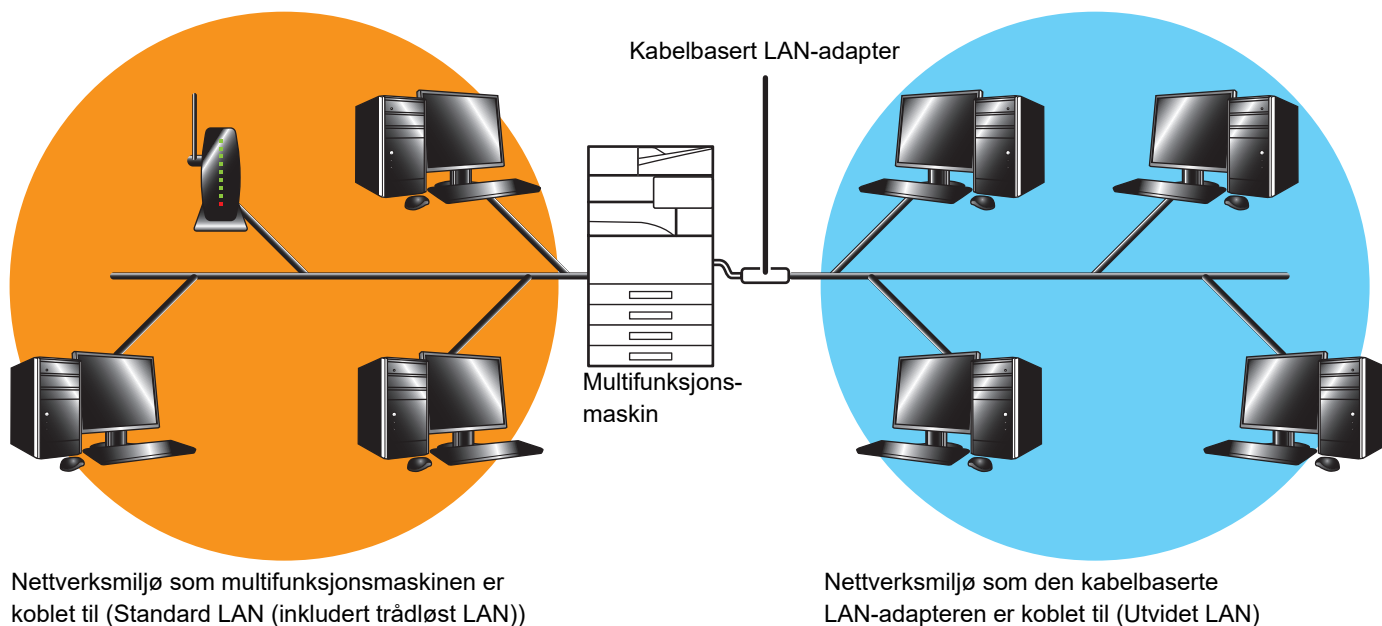 Kabelbasert LAN-adapter
Multifunksjons-
maskin
Nettverksmiljø som multifunksjonsmaskinen er
koblet til (Standard LAN (inkludert trådløst LAN))
Nettverksmiljø som den kabelbaserte
LAN-adapteren er koblet til (Utvidet LAN)